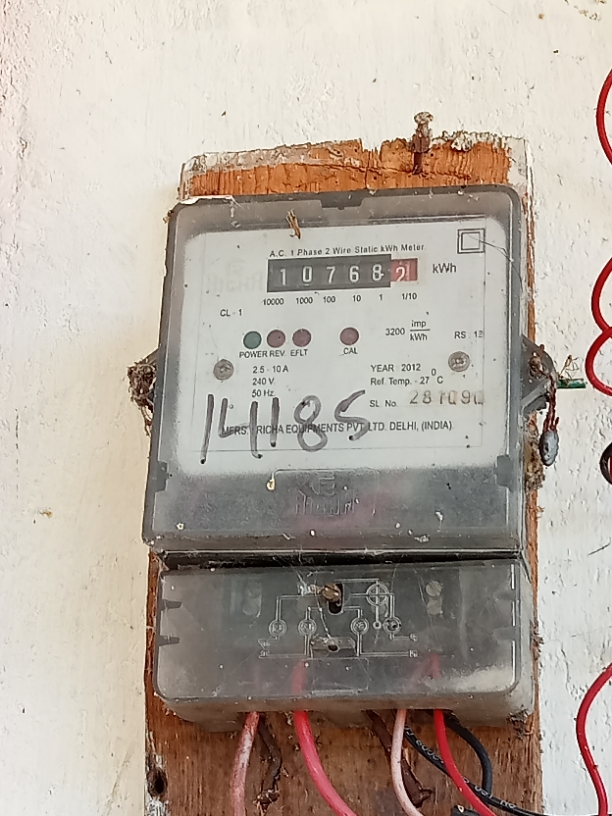 A.C. 1 Phase 2 Wire Static kWh Meter
107682 kWh
10000 1000 100 10 1 1/10
CL - 1
3200 imp/kWh
POWER REV EFLT CAL
2.5 - 10 A
240 V
50 Hz
YEAR : 2012
Ref. Temp. - 27 °C
SL No.
14185
MFRS. : RICHA EQUIPMENTS PVT. LTD. DELHI, (INDIA)